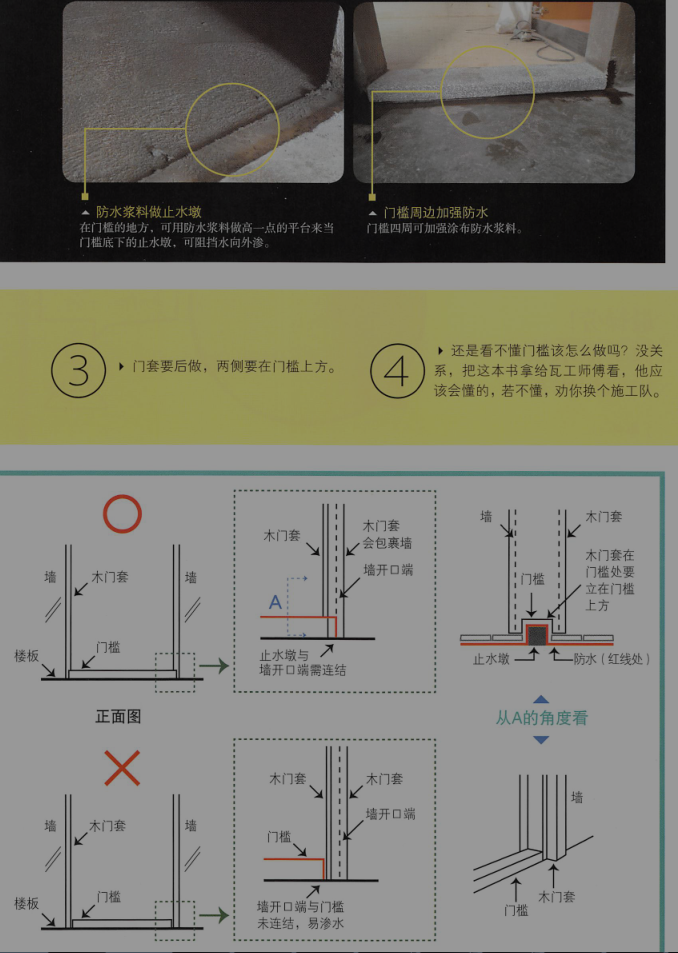 防水浆料做止水墩
在门槛的地方，可用防水浆料做高一点的平台来当
门槛底下的止水墩，可阻挡水向外渗。
门槛周边加强防水
门槛四周可加强涂布防水浆料。
3
门套要后做，两侧要在门槛上方。
4
还是看不懂门槛该怎么做吗？没关
系，把这本书拿给瓦工师傅看，他应
该会懂的，若不懂，劝你换个施工队。
墙
木门套
墙
门槛
楼板
正面图
木门套
木门套
会包裹墙
墙开口端
A
止水墩与
墙开口端需连结
墙
木门套
门槛
木门套在
门槛处要
立在门槛
上方
止水墩
防水（红线处）
从A的角度看
墙
木门套
墙
门槛
楼板
木门套
木门套
墙开口端
门槛
墙开口端与门槛
未连结，易渗水
墙
木门套
门槛